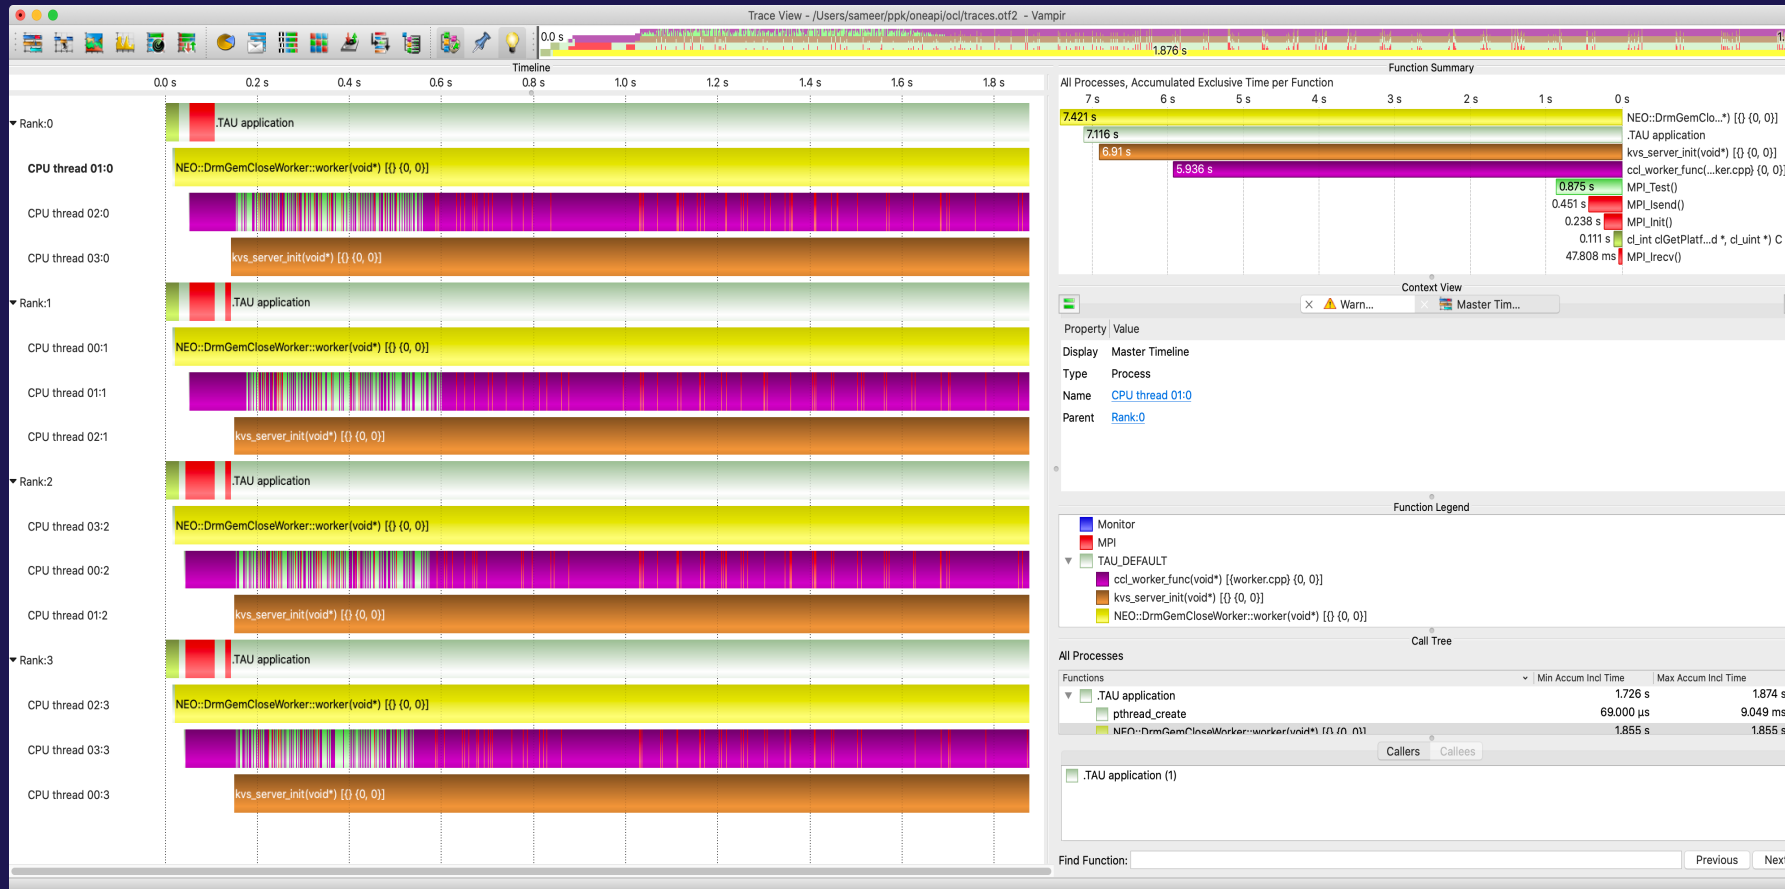 Trace View - /Users/sameer/ppk/oneapi/ocl/traces.otf2 - Vampir
0.0 s
1.876 s
1.
Timeline
0.0 s 0.2 s 0.4 s 0.6 s 0.8 s 1.0 s 1.2 s 1.4 s 1.6 s 1.8 s
Rank:0
.TAU application
CPU thread 01:0
NEO::DrmGemCloseWorker::worker(void*) [{} {0, 0}]
CPU thread 02:0
CPU thread 03:0
kvs_server_init(void*) [{} {0, 0}]
Rank:1
.TAU application
CPU thread 00:1
NEO::DrmGemCloseWorker::worker(void*) [{} {0, 0}]
CPU thread 01:1
CPU thread 02:1
kvs_server_init(void*) [{} {0, 0}]
Rank:2
.TAU application
CPU thread 03:2
NEO::DrmGemCloseWorker::worker(void*) [{} {0, 0}]
CPU thread 00:2
CPU thread 01:2
kvs_server_init(void*) [{} {0, 0}]
Rank:3
.TAU application
CPU thread 02:3
NEO::DrmGemCloseWorker::worker(void*) [{} {0, 0}]
CPU thread 03:3
CPU thread 00:3
kvs_server_init(void*) [{} {0, 0}]
Function Summary
All Processes, Accumulated Exclusive Time per Function
7 s 6 s 5 s 4 s 3 s 2 s 1 s 0 s
7.421 s NEO::DrmGemClo...*) [{} {0, 0}]
7.116 s .TAU application
6.91 s kvs_server_init(void*) [{} {0, 0}]
5.936 s ccl_worker_func(...ker.cpp} {0, 0}]
0.875 s MPI_Test()
0.451 s MPI_Isend()
0.238 s MPI_Init()
0.111 s cl_int clGetPlatf...d *, cl_uint *) C
47.808 ms MPI_Irecv()
Context View
Warn... Master Tim...
Property Value
Display Master Timeline
Type Process
Name CPU thread 01:0
Parent Rank:0
Function Legend
Monitor
MPI
TAU_DEFAULT
ccl_worker_func(void*) [{worker.cpp} {0, 0}]
kvs_server_init(void*) [{} {0, 0}]
NEO::DrmGemCloseWorker::worker(void*) [{} {0, 0}]
Call Tree
All Processes
Functions Min Accum Incl Time Max Accum Incl Time
.TAU application 1.726 s 1.874 s
pthread_create 69.000 µs 9.049 ms
NEO::DrmGemCloseWorker::worker(void*) [{} {0, 0}] 1.855 s 1.855 s
Callers Callees
.TAU application (1)
Find Function: Previous Next